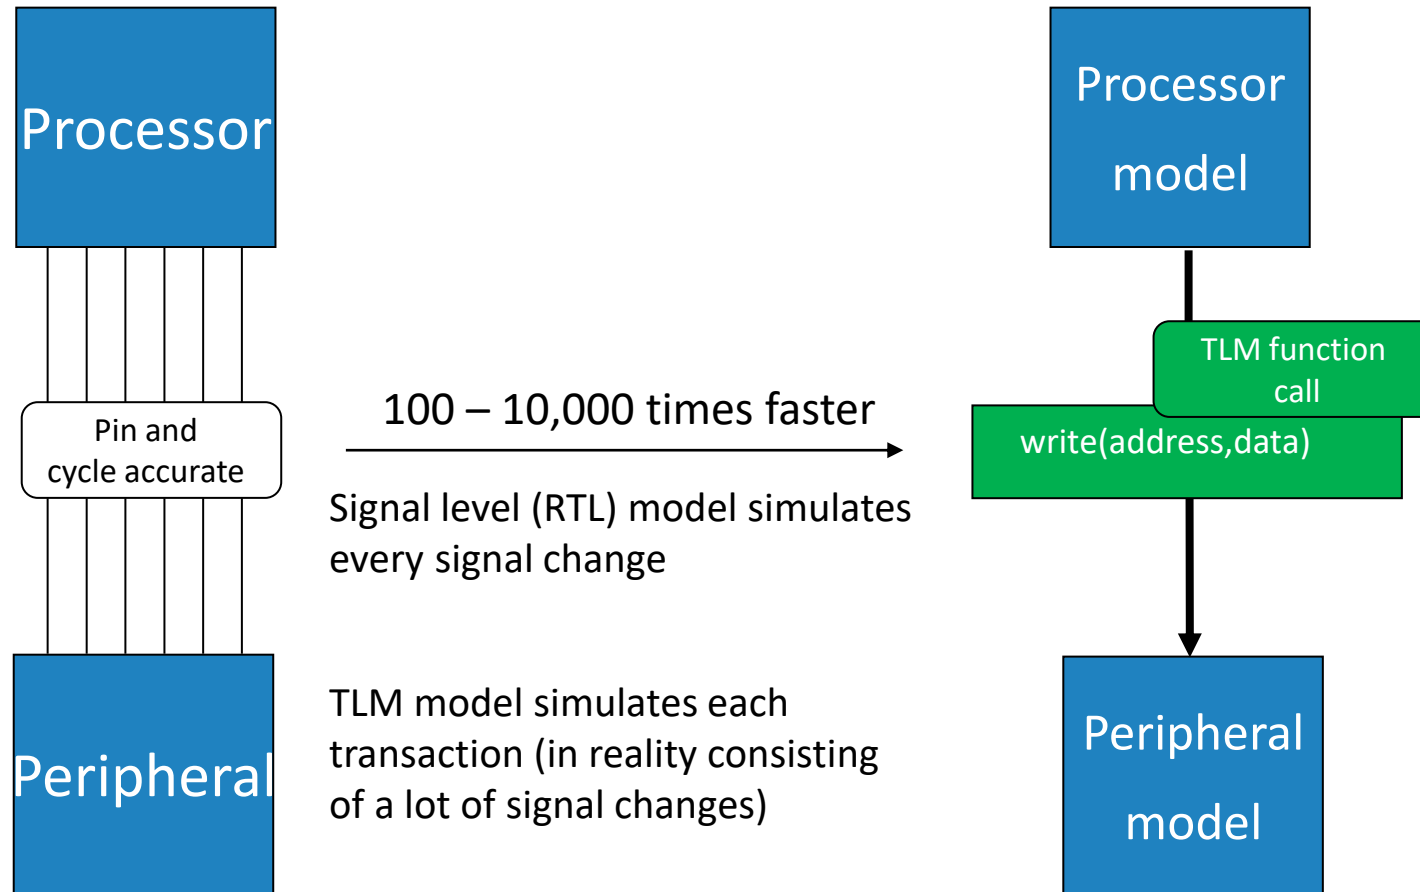 Processor
Pin and
cycle accurate
Peripheral
100 – 10,000 times faster
Signal level (RTL) model simulates
every signal change
TLM model simulates each
transaction (in reality consisting
of a lot of signal changes)
Processor
model
TLM function
call
write(address,data)
Peripheral
model